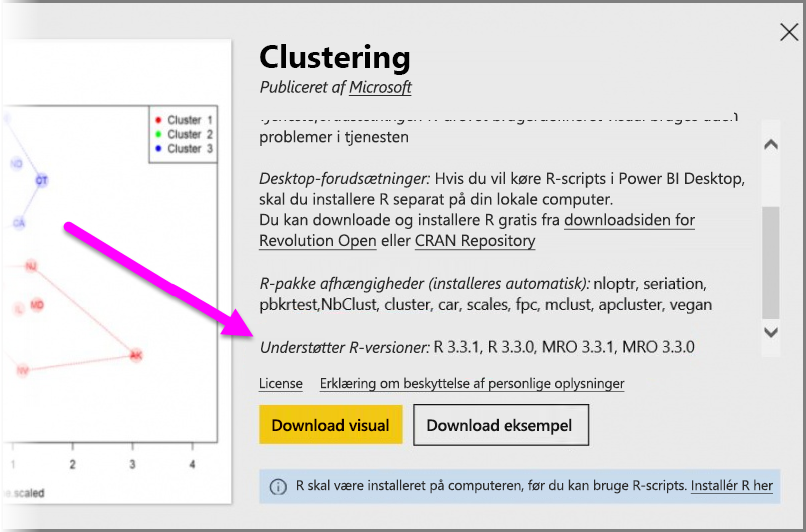 Clustering
Publiceret af Microsoft
problemer i tjenesten
Desktop-forudsætninger: Hvis du vil køre R-scripts i Power BI Desktop,
skal du installere R separat på din lokale computer.
Du kan downloade og installere R gratis fra downloadsiden for
Revolution Open eller CRAN Repository
R-pakke afhængigheder (installeres automatisk): nloptr, seriation,
pbkrtest,NbClust, cluster, car, scales, fpc, mclust, apcluster, vegan
Understøtter R-versioner: R 3.3.1, R 3.3.0, MRO 3.3.1, MRO 3.3.0
License Erklæring om beskyttelse af personlige oplysninger
Download visual Download eksempel
R skal være installeret på computeren, før du kan bruge R-scripts. Installér R her
Cluster 1
Cluster 2
Cluster 3
ND
CT
CA
NJ
MD
AK
NV
1 2 3 4